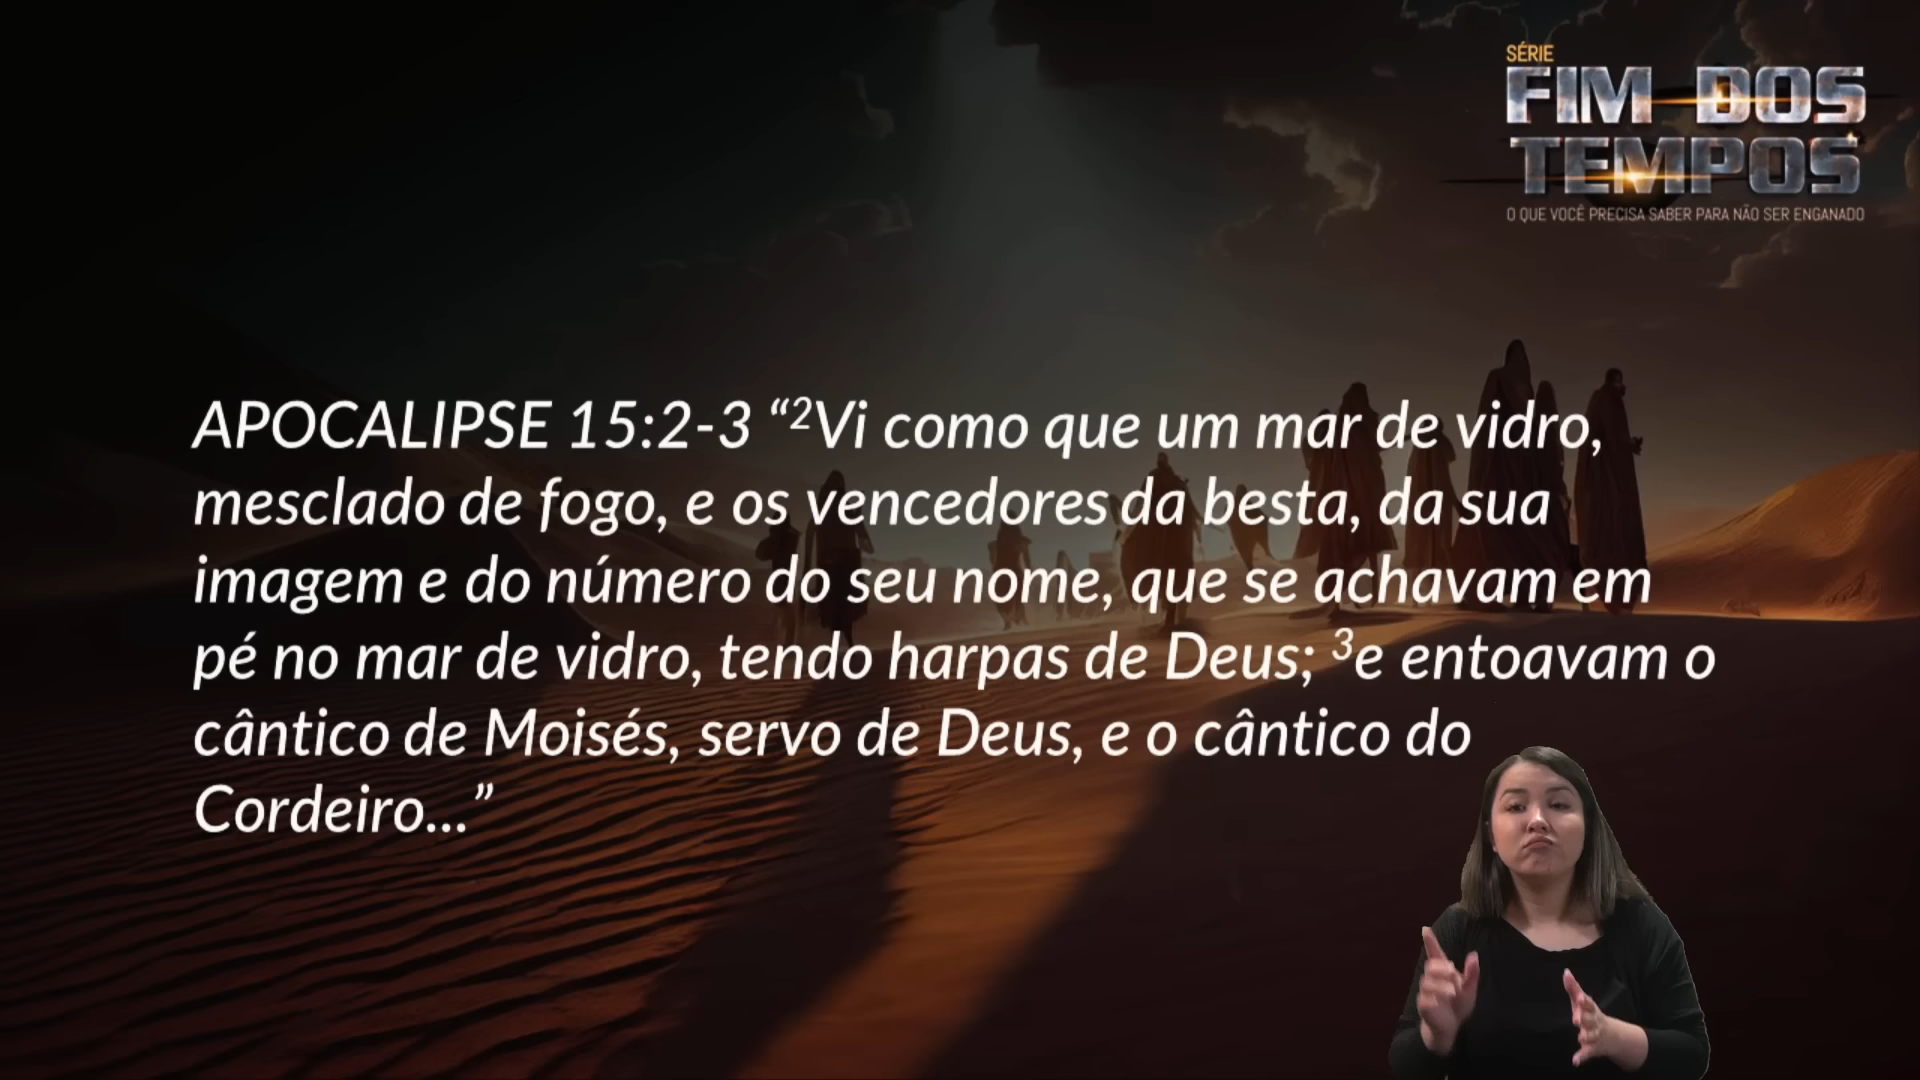 SÉRIE
FIM DOS
TEMPOS
O QUE VOCÊ PRECISA SABER PARA NÃO SER ENGANADO
APOCALIPSE 15:2-3 “²Vi como que um mar de vidro,
mesclado de fogo, e os vencedores da besta, da sua
imagem e do número do seu nome, que se achavam em
pé no mar de vidro, tendo harpas de Deus; ³e entoavam o
cântico de Moisés, servo de Deus, e o cântico do
Cordeiro...”